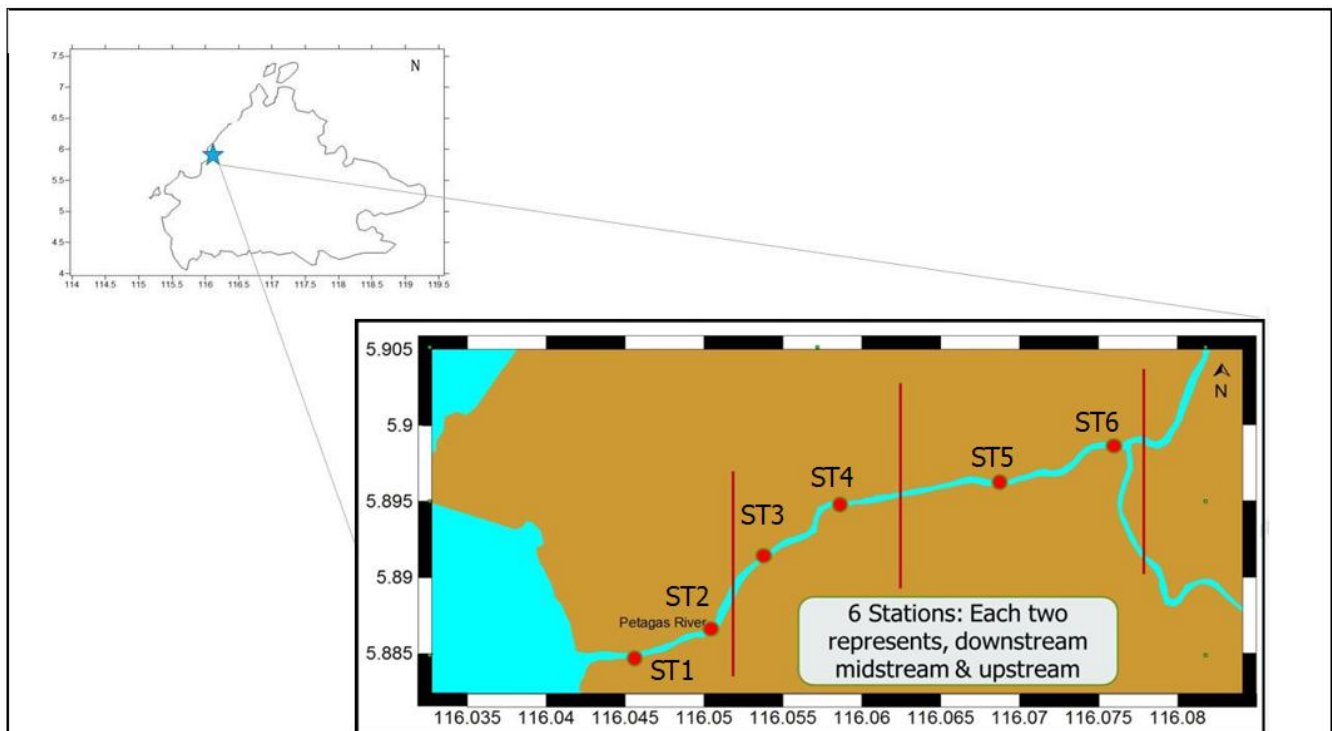 7.5
7
6.5
6
5.5
5
4.5
4
N
114 114.5 115 115.5 116 116.5 117 117.5 118 118.5 119 119.5
5.905
5.9
5.895
5.89
5.885
N
ST6
ST5
ST4
ST3
ST2
Petagas River
ST1
6 Stations: Each two
represents, downstream
midstream & upstream
116.035 116.04 116.045 116.05 116.055 116.06 116.065 116.07 116.075 116.08